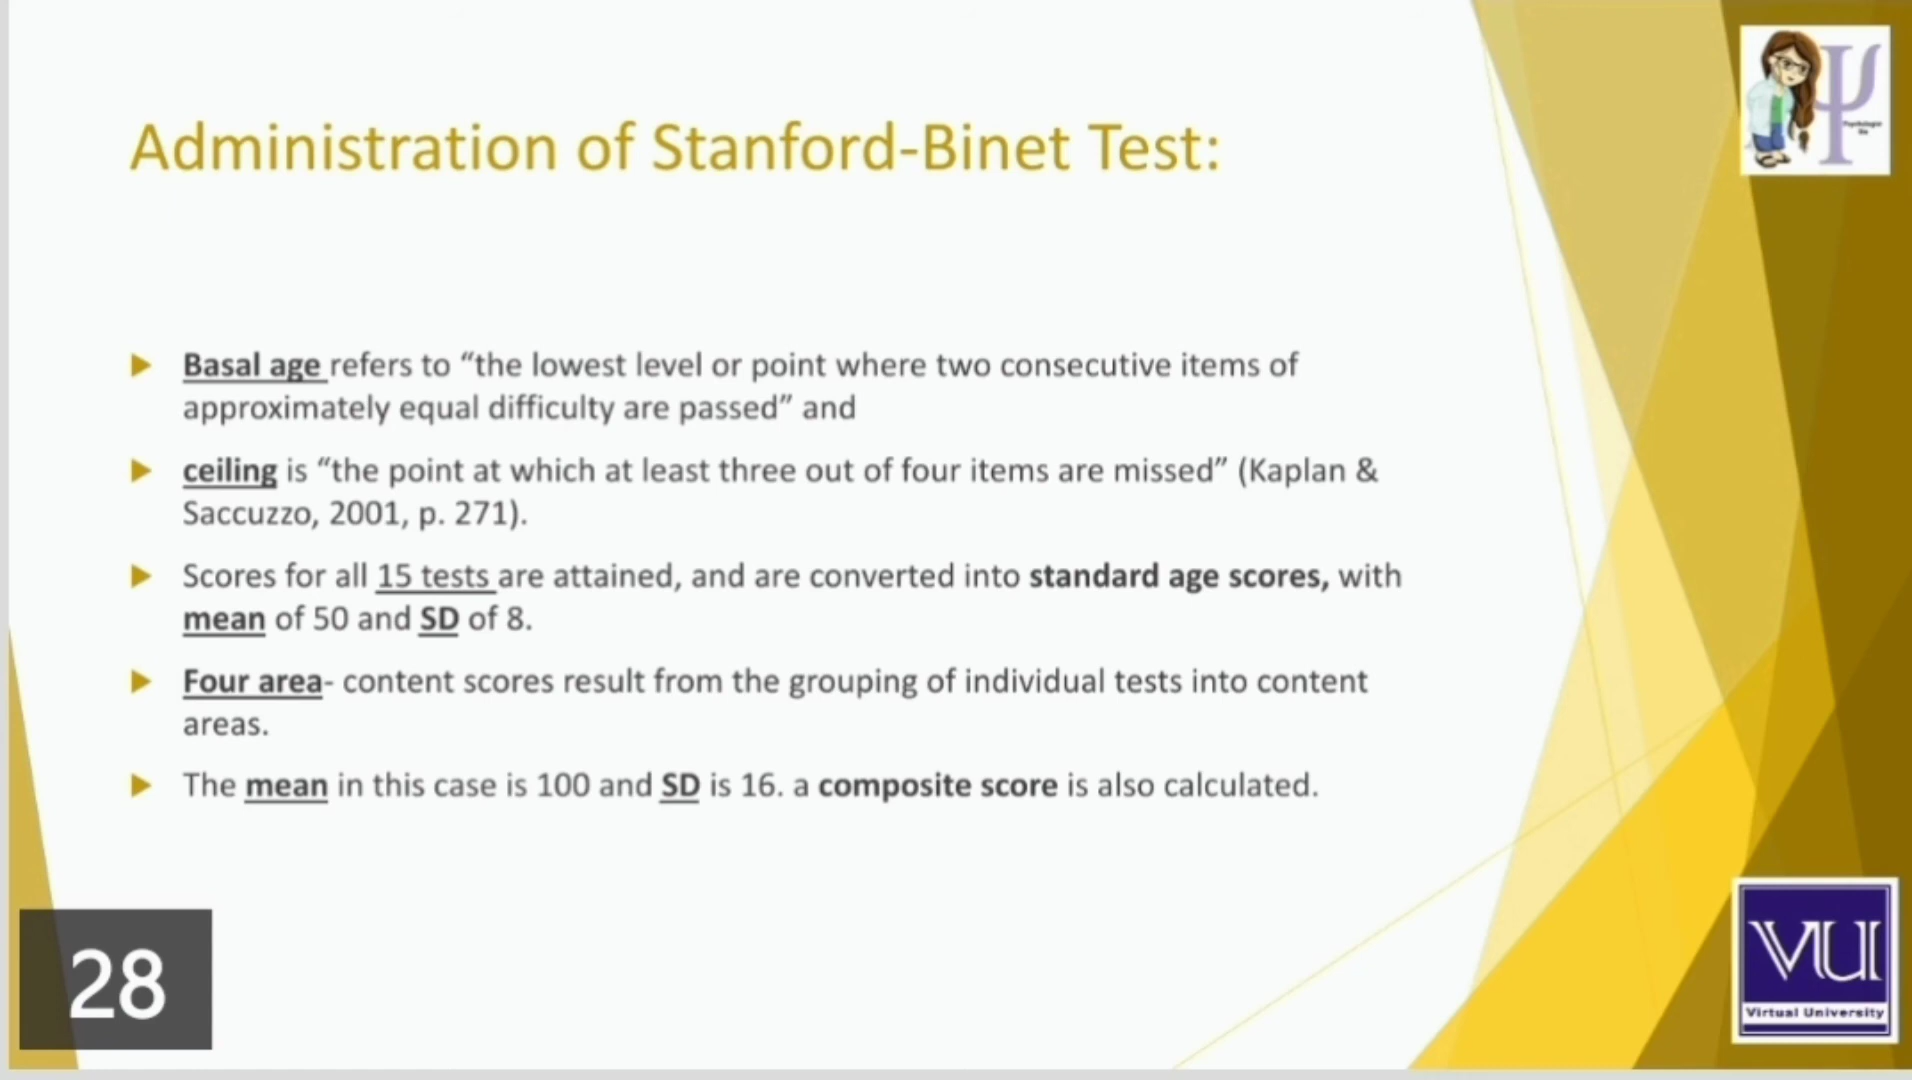 Administration of Stanford-Binet Test:
Basal age refers to “the lowest level or point where two consecutive items of
approximately equal difficulty are passed” and
ceiling is “the point at which at least three out of four items are missed” (Kaplan &
Saccuzzo, 2001, p. 271).
Scores for all 15 tests are attained, and are converted into standard age scores, with
mean of 50 and SD of 8.
Four area- content scores result from the grouping of individual tests into content
areas.
The mean in this case is 100 and SD is 16. a composite score is also calculated.
28
VU
Virtual University